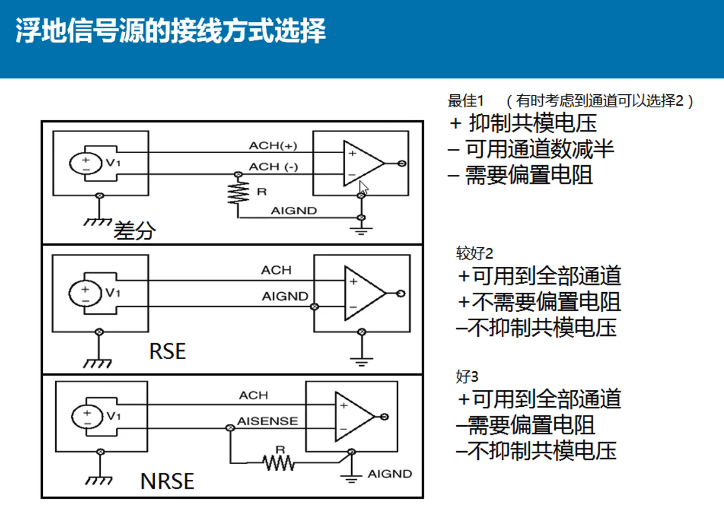 浮地信号源的接线方式选择
最佳1 （有时考虑到通道可以选择2）
+ 抑制共模电压
– 可用通道数减半
– 需要偏置电阻
ACH(+)
V1
ACH (-)
R
AIGND
差分
较好2
+可用到全部通道
+不需要偏置电阻
–不抑制共模电压
ACH
V1
AIGND
RSE
好3
+可用到全部通道
–需要偏置电阻
–不抑制共模电压
ACH
V1
AISENSE
R
AIGND
NRSE